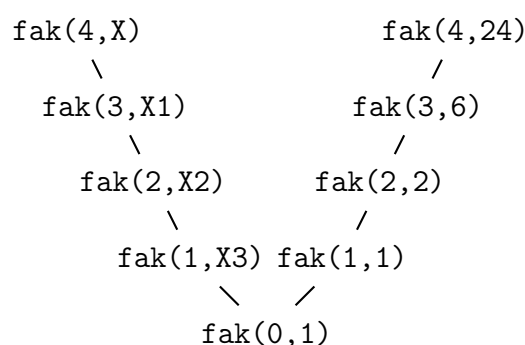 fak(4,X) fak(4,24)
fak(3,X1) fak(3,6)
fak(2,X2) fak(2,2)
fak(1,X3) fak(1,1)
fak(0,1)